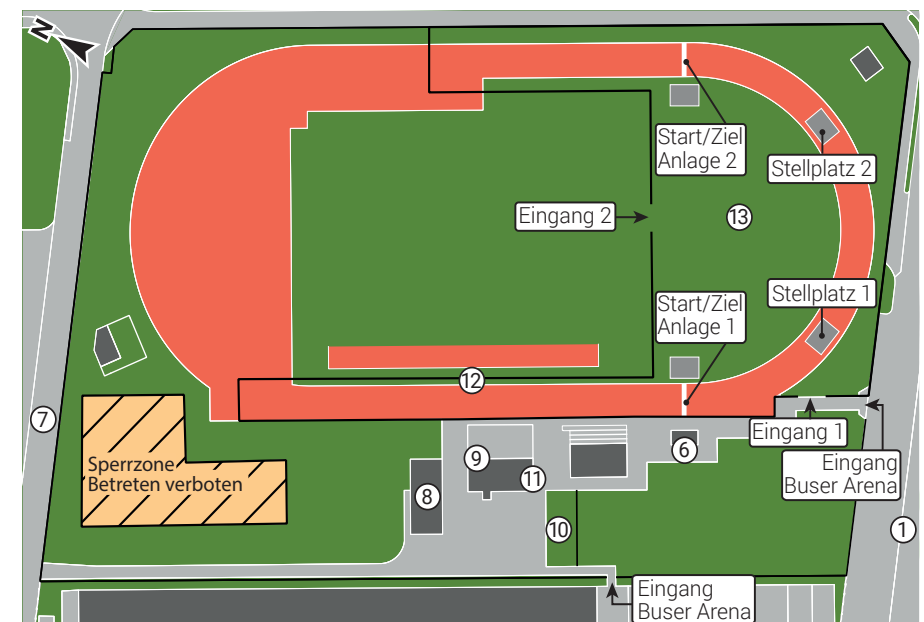 N
Start/Ziel
Anlage 2
Stellplatz 2
Eingang 2
13
Stellplatz 1
Start/Ziel
Anlage 1
12
7
Eingang 1
6
9
Sperrzone
Betreten verboten
11
8
Eingang
Buser Arena
10
1
Eingang
Buser Arena